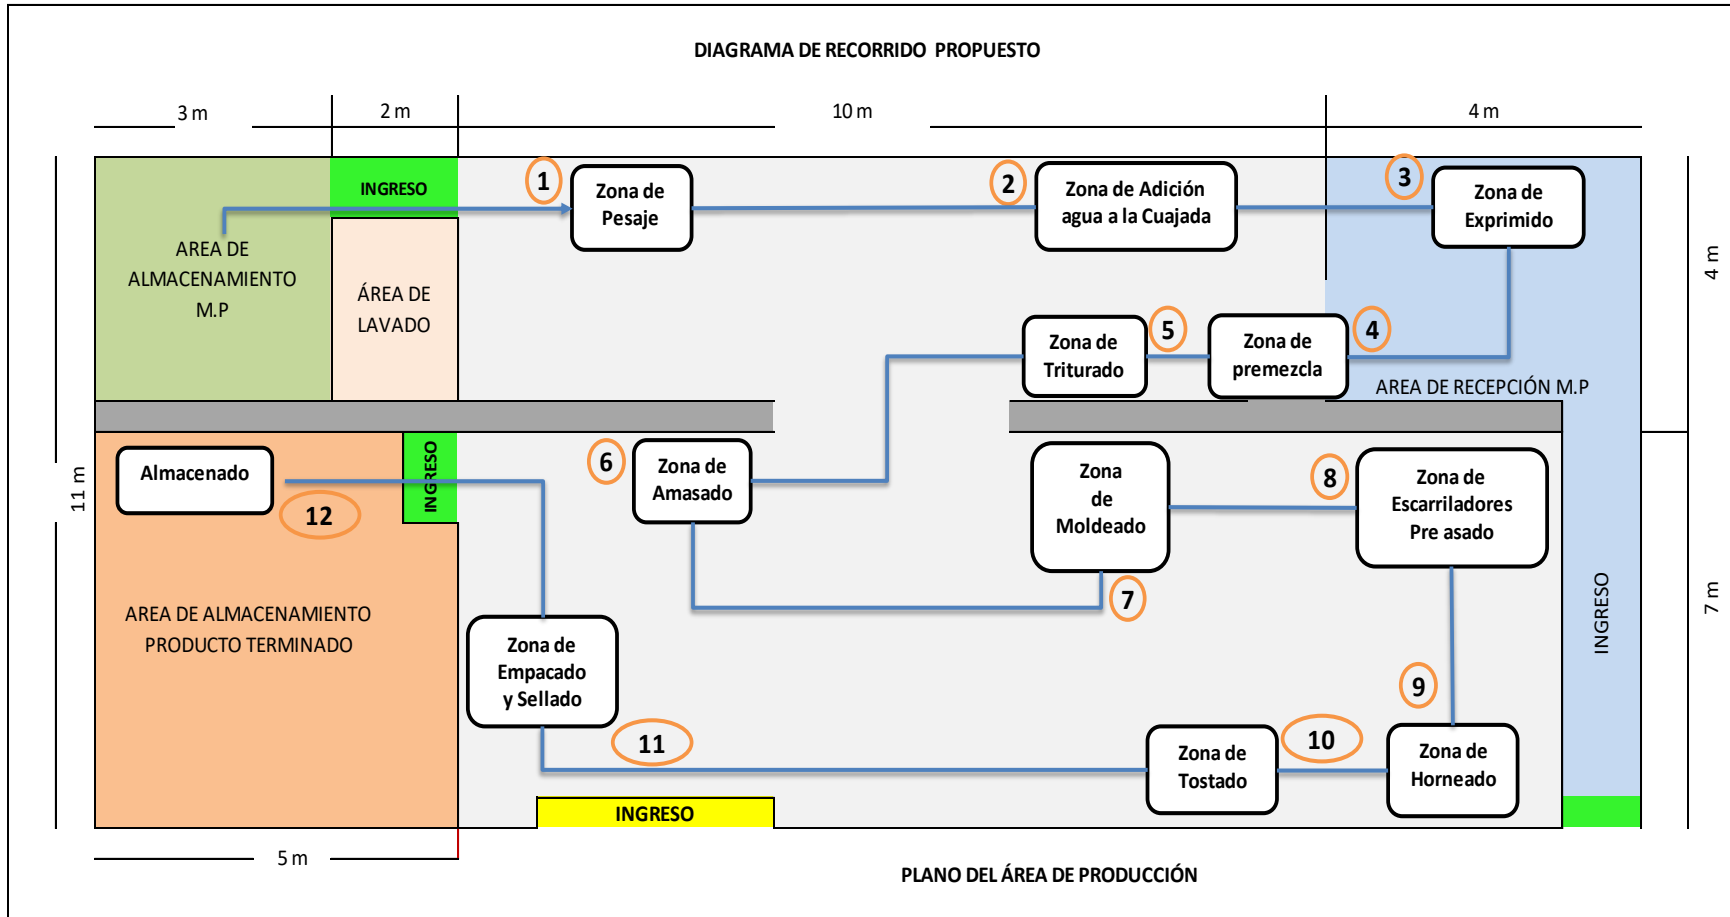 DIAGRAMA DE RECORRIDO PROPUESTO
3 m
2 m
10 m
4 m
INGRESO
1
Zona de
Pesaje
2
Zona de Adición
agua a la Cuajada
3
Zona de
Exprimido
AREA DE
ALMACENAMIENTO
M.P
ÁREA DE
LAVADO
4 m
Zona de
Triturado
5
Zona de
premezcla
4
AREA DE RECEPCIÓN M.P
11 m
Almacenado
12
INGRESO
6
Zona de
Amasado
Zona
de
Moldeado
7
8
Zona de
Escarriladores
Pre asado
INGRESO
7 m
AREA DE ALMACENAMIENTO
PRODUCTO TERMINADO
Zona de
Empacado
y Sellado
9
11
Zona de
Tostado
10
Zona de
Horneado
INGRESO
5 m
PLANO DEL ÁREA DE PRODUCCIÓN